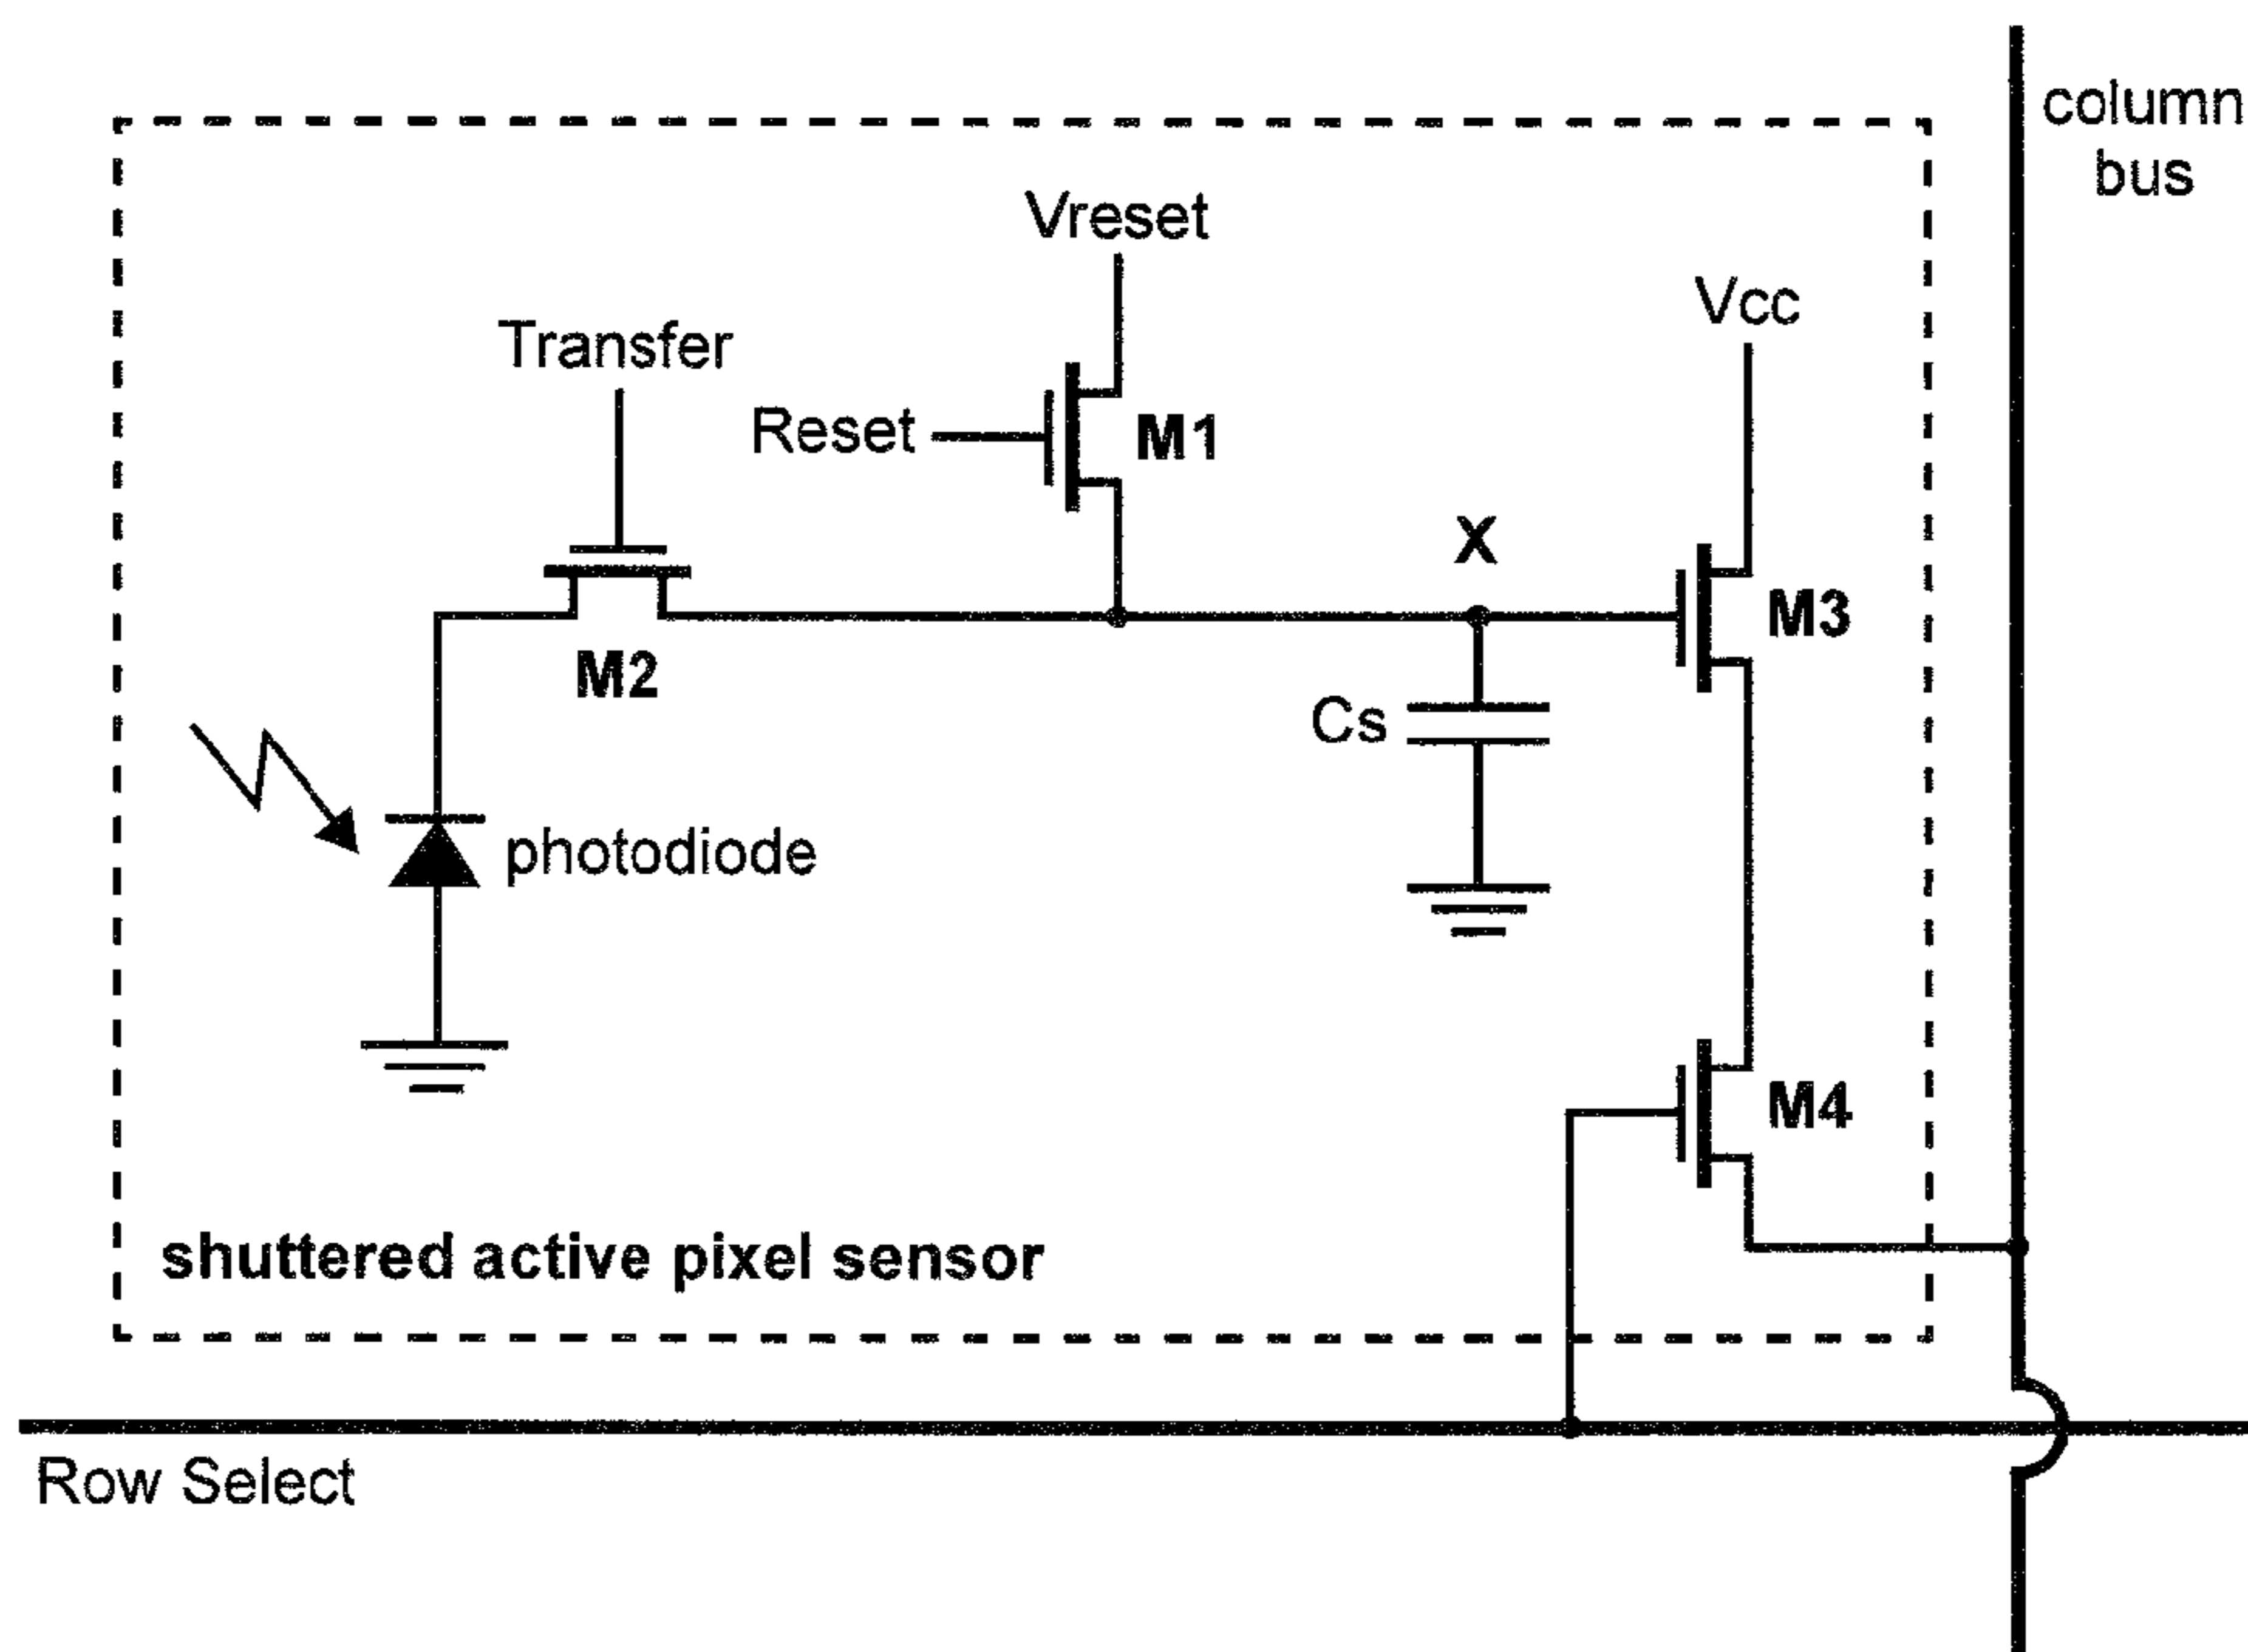 column
bus
Vreset
Vcc
Transfer
Reset
M1
X
M3
M2
Cs
photodiode
M4
shuttered active pixel sensor
Row Select